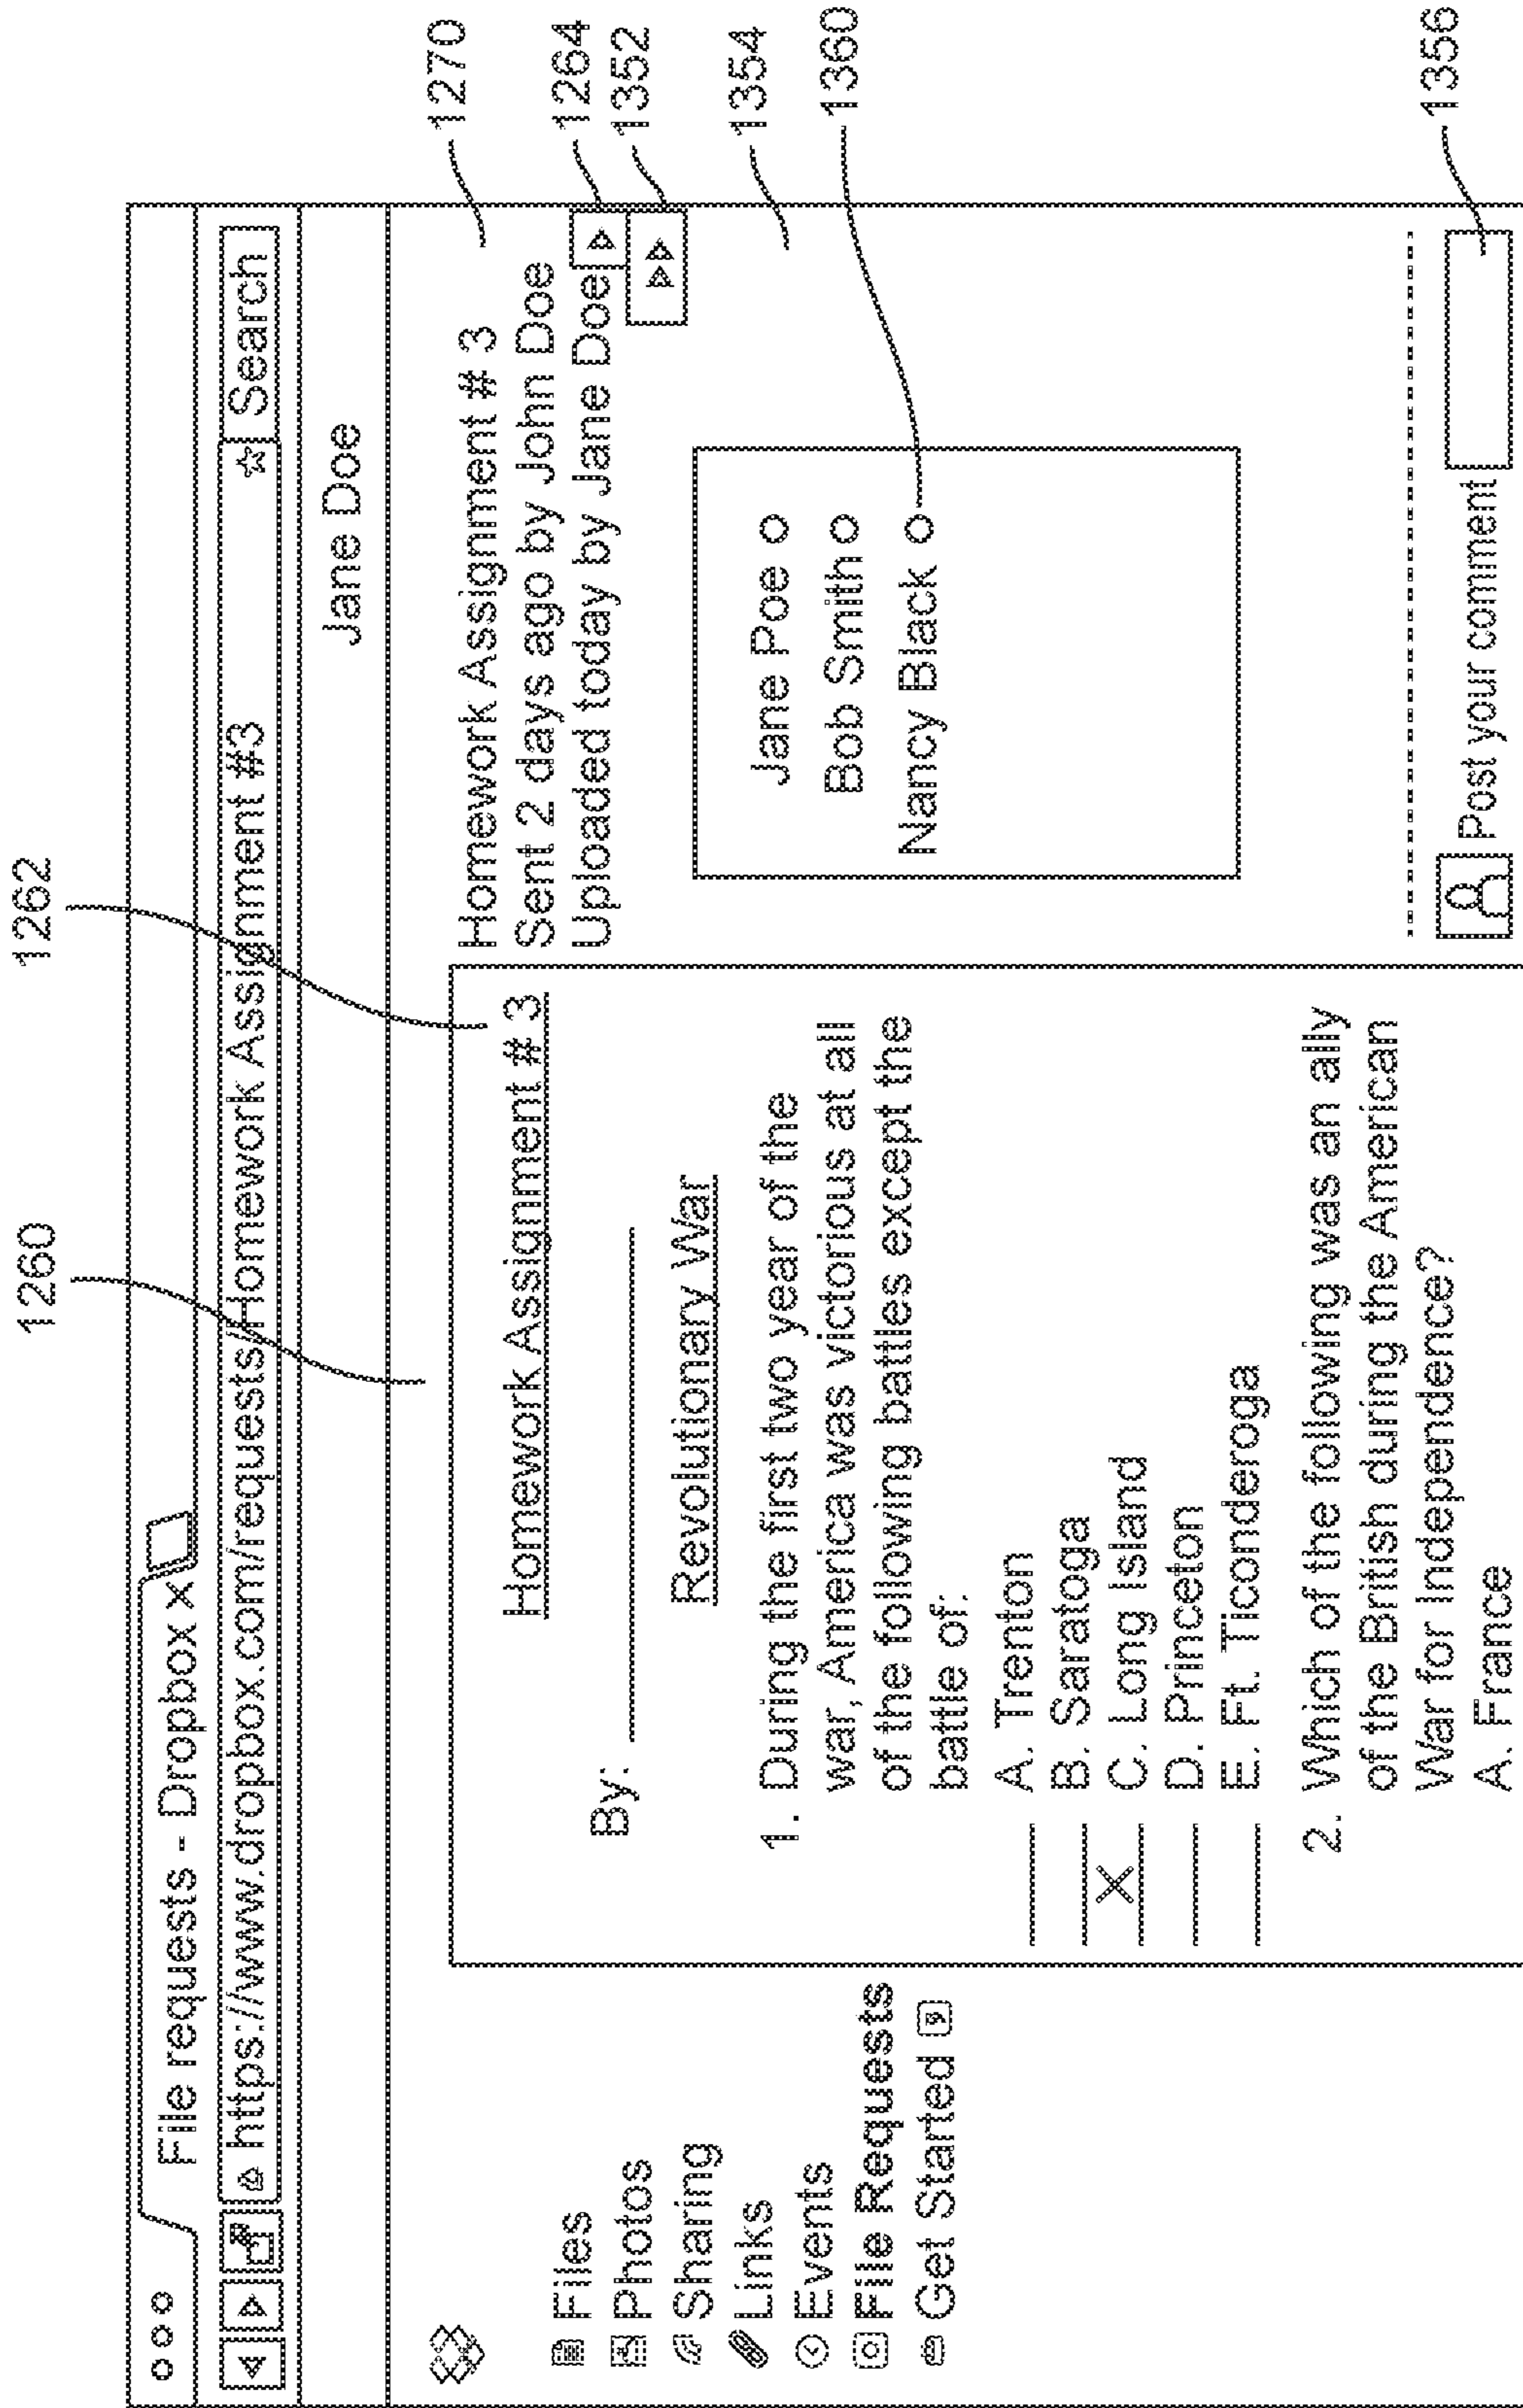 1260
1262
File requests - Dropbox x
https://www.dropbox.com/requests/Homework Assignment #3
Search
Jane Doe
Files
Photos
Sharing
Links
Events
File Requests
Get Started
Homework Assignment # 3
By:
Revolutionary War
1. During the first two year of the
war, America was victorious at all
of the following battles except the
battle of:
A. Trenton
B. Saratoga
X C. Long Island
D. Princeton
E. Ft. Ticonderoga
2. Which of the following was an ally
of the British during the American
War for Independence?
A. France
Homework Assignment # 3
Sent 2 days ago by John Doe
Uploaded today by Jane Doe
Jane Poe
Bob Smith
Nancy Black
Post your comment
1270
1264
1352
1354
1360
1356